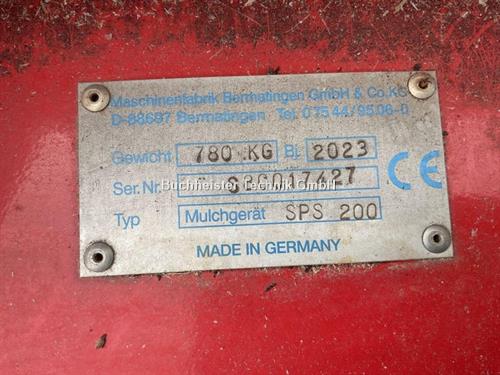 Maschinenfabrik Bermatingen GmbH & Co.KG
D-88697 Bermatingen Tel. 0 75 44/95 06-0
Gewicht 780 KG Bj. 2023
Ser.Nr.
Buchheister Technik GmbH
Typ Mulchgerät SPS 200
CE
MADE IN GERMANY